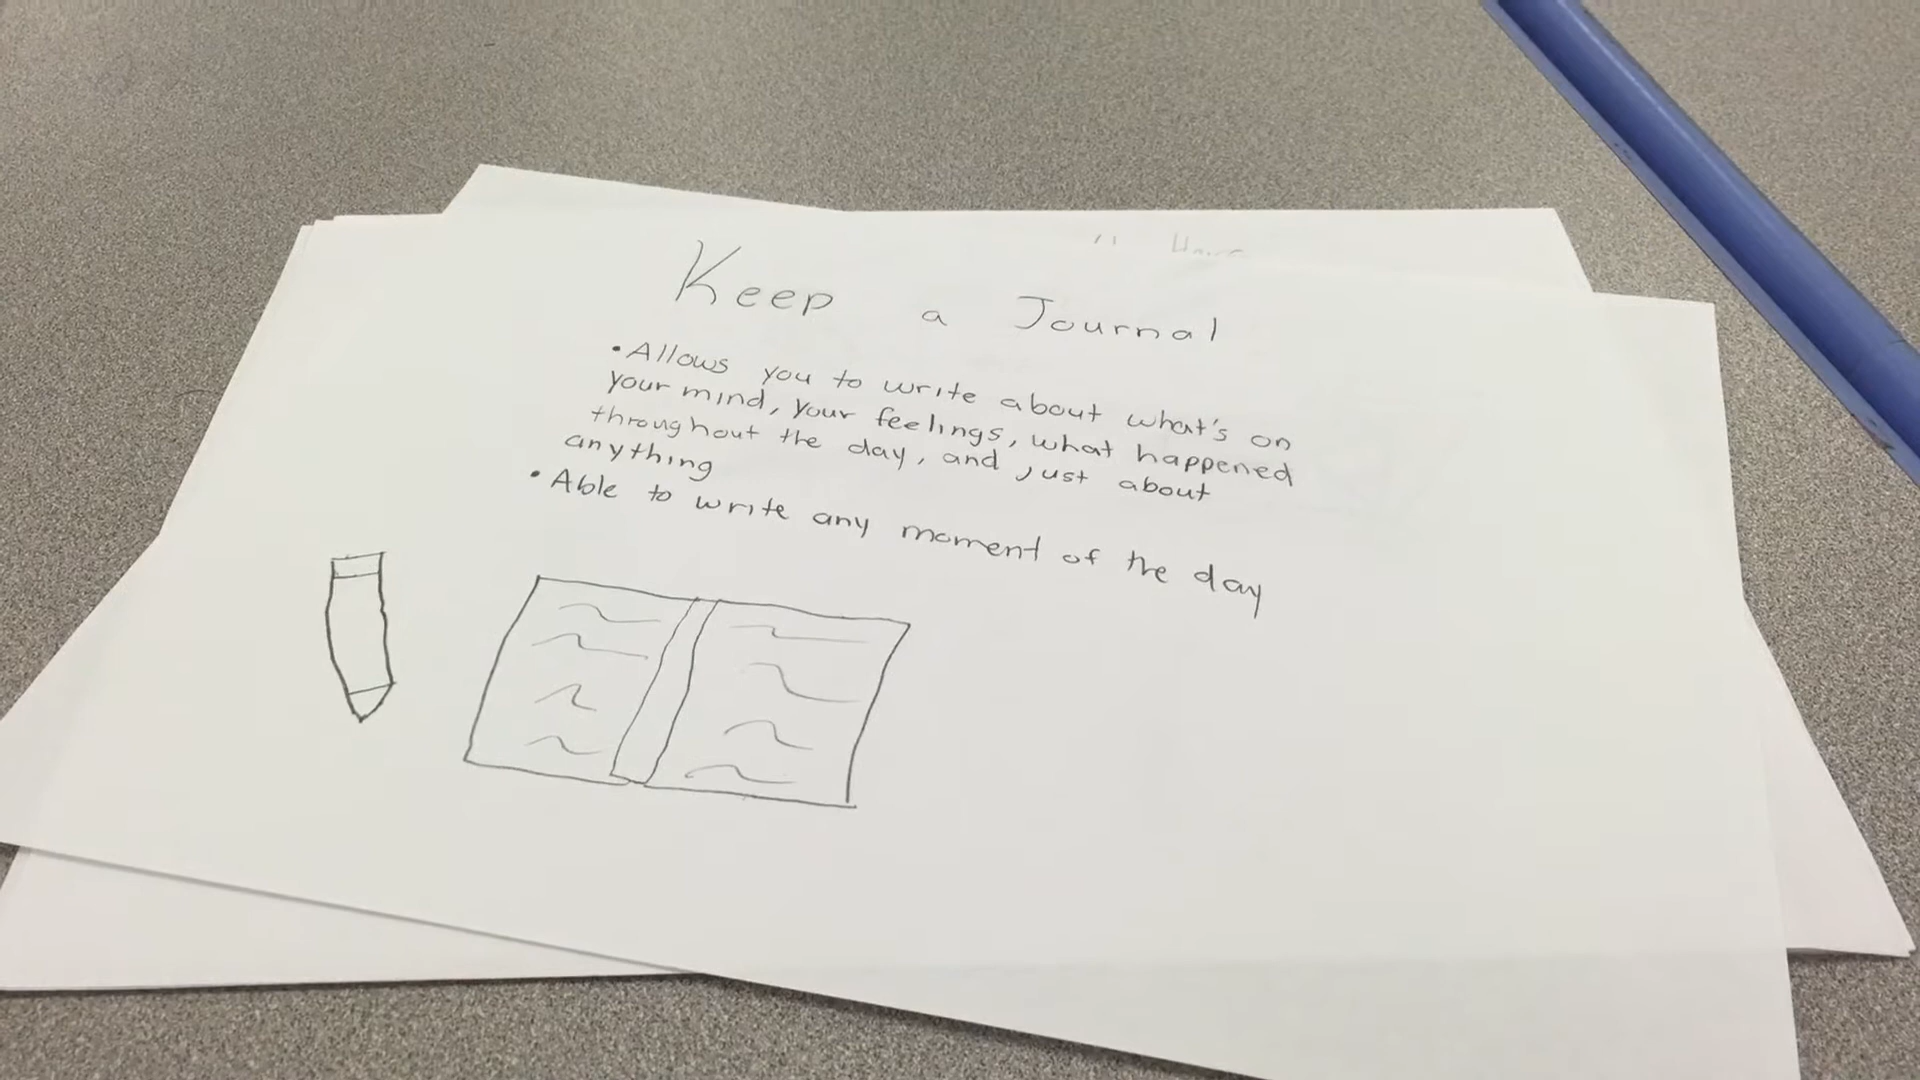 Keep a Journal
• Allows you to write about what's on
your mind, your feelings, what happened
throughout the day, and just about
anything
• Able to write any moment of the day